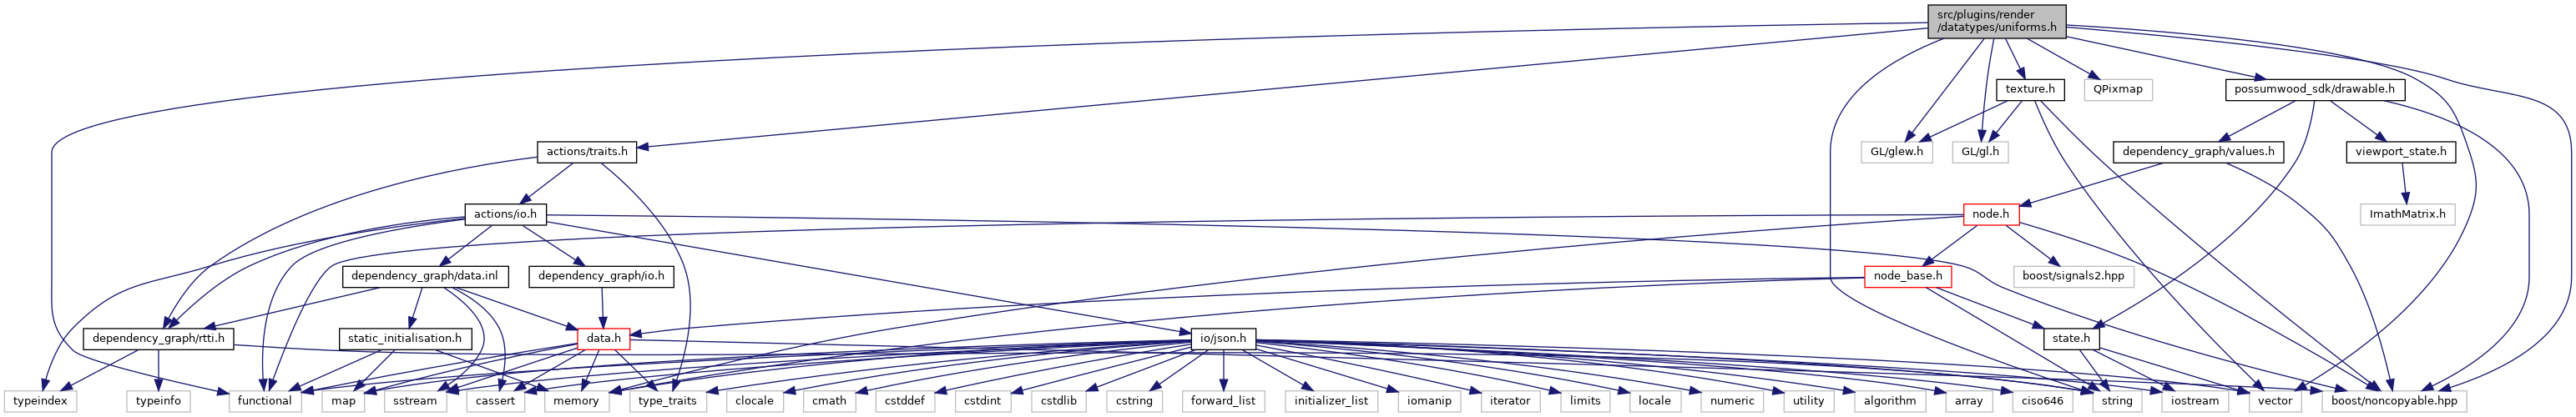 src/plugins/render
/datatypes/uniforms.h
texture.h
QPixmap
possumwood_sdk/drawable.h
actions/traits.h
GL/glew.h
GL/gl.h
dependency_graph/values.h
viewport_state.h
actions/io.h
node.h
ImathMatrix.h
dependency_graph/data.inl
dependency_graph/io.h
node_base.h
boost/signals2.hpp
dependency_graph/rtti.h
static_initialisation.h
data.h
io/json.h
state.h
typeindex
typeinfo
functional
map
sstream
cassert
memory
type_traits
clocale
cmath
cstddef
cstdint
cstdlib
cstring
forward_list
initializer_list
iomanip
iterator
limits
locale
numeric
utility
algorithm
array
ciso646
string
iostream
vector
boost/noncopyable.hpp